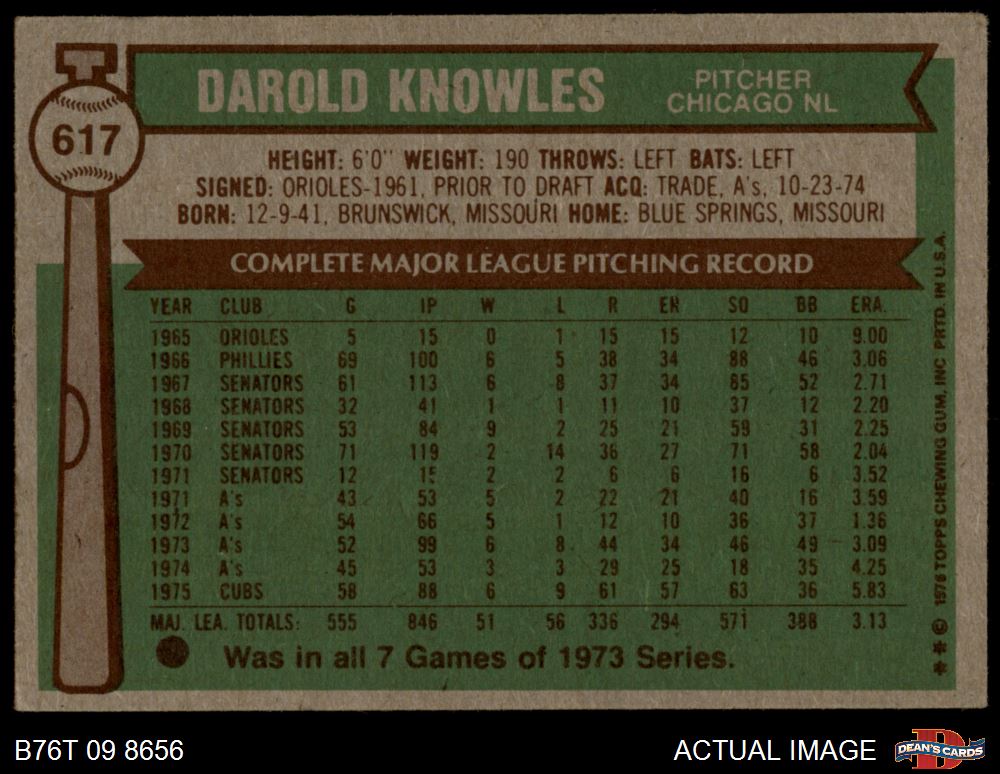 DAROLD KNOWLES
PITCHER
CHICAGO NL
617
HEIGHT: 6'0" WEIGHT: 190 THROWS: LEFT BATS: LEFT
SIGNED: ORIOLES-1961, PRIOR TO DRAFT ACQ: TRADE, A's, 10-23-74
BORN: 12-9-41, BRUNSWICK, MISSOURI HOME: BLUE SPRINGS, MISSOURI
COMPLETE MAJOR LEAGUE PITCHING RECORD
YEAR CLUB G IP W L R ER SO BB ERA.
1965 ORIOLES 5 15 0 1 15 15 12 10 9.00
1966 PHILLIES 69 100 6 5 38 34 88 46 3.06
1967 SENATORS 61 113 6 8 37 34 85 52 2.71
1968 SENATORS 32 41 1 1 11 10 37 12 2.20
1969 SENATORS 53 84 9 2 25 21 59 31 2.25
1970 SENATORS 71 119 2 14 36 27 71 58 2.04
1971 SENATORS 12 15 2 2 6 6 16 6 3.52
1971 A's 43 53 5 2 22 21 40 16 3.59
1972 A's 54 66 5 1 12 10 36 37 1.36
1973 A's 52 99 6 8 44 34 46 49 3.09
1974 A's 45 53 3 3 29 25 18 35 4.25
1975 CUBS 58 88 6 9 61 57 63 36 5.83
MAJ. LEA. TOTALS: 555 846 51 56 336 294 571 388 3.13
Was in all 7 Games of 1973 Series.
** © 1976 TOPPS CHEWING GUM, INC PRTD. IN U.S.A.
B76T 09 8656
ACTUAL IMAGE
D
DEAN'S CARDS